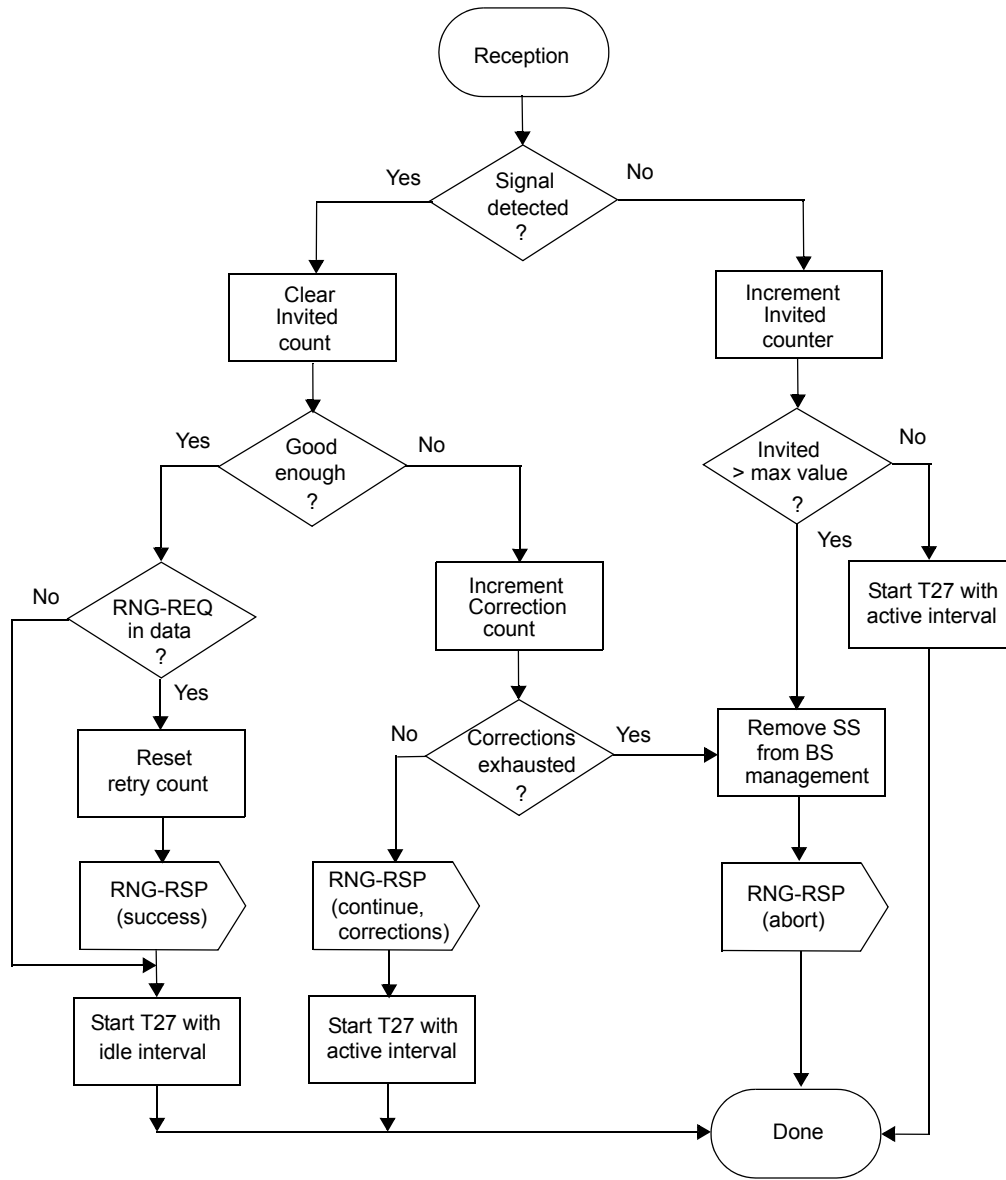 Reception
Yes
Signal
detected
?
No
Clear
Invited
count
Increment
Invited
counter
Yes
Good
enough
?
No
Invited
> max value
?
No
Yes
No
RNG-REQ
in data
?
Yes
Increment
Correction
count
Start T27 with
active interval
Reset
retry count
No
Corrections
exhausted
?
Yes
Remove SS
from BS
management
RNG-RSP
(success)
RNG-RSP
(continue,
corrections)
RNG-RSP
(abort)
Start T27 with
idle interval
Start T27 with
active interval
Done